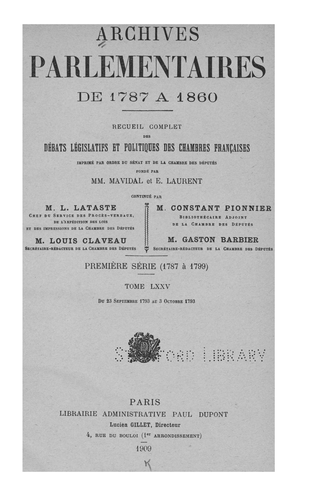 ARCHIVES
PARLEMENTAIRES
DE 1787 A 1860
RECUEIL COMPLET
DES
DÉBATS LÉGISLATIFS ET POLITIQUES DES CHAMBRES FRANÇAISES
IMPRIMÉ PAR ORDRE DU SÉNAT ET DE LA CHAMBRE DES DÉPUTÉS
FONDÉ PAR
MM. MAVIDAL et E. LAURENT
CONTINUÉ PAR
M. L. LATASTE
CHEF DU SERVICE DES PROCÈS-VERBAUX,
DE L'EXPÉDITION DES LOIS
ET DES IMPRESSIONS DE LA CHAMBRE DES DÉPUTÉS
M. LOUIS CLAVEAU
SECRÉTAIRE-RÉDACTEUR DE LA CHAMBRE DES DÉPUTÉS
M. CONSTANT PIONNIER
BIBLIOTHÉCAIRE ADJOINT
DE LA CHAMBRE DES DÉPUTÉS
M. GASTON BARBIER
SECRÉTAIRE-RÉDACTEUR DE LA CHAMBRE DES DÉPUTÉS
PREMIÈRE SÉRIE (1787 à 1799)
TOME LXXV
DU 23 SEPTEMBRE 1793 AU 3 OCTOBRE 1793
STANFORD LIBRARY
PARIS
LIBRAIRIE ADMINISTRATIVE PAUL DUPONT
Lucien GILLET, Directeur
4, RUE DU BOULOI (1er ARRONDISSEMENT)
1909